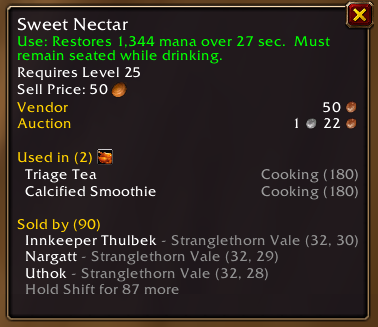 Sweet Nectar
Use: Restores 1,344 mana over 27 sec. Must
remain seated while drinking.
Requires Level 25
Sell Price: 50
Vendor 50
Auction 1 22
Used in (2)
Triage Tea Cooking (180)
Calcified Smoothie Cooking (180)
Sold by (90)
Innkeeper Thulbek - Stranglethorn Vale (32, 30)
Nargatt - Stranglethorn Vale (32, 29)
Uthok - Stranglethorn Vale (32, 28)
Hold Shift for 87 more